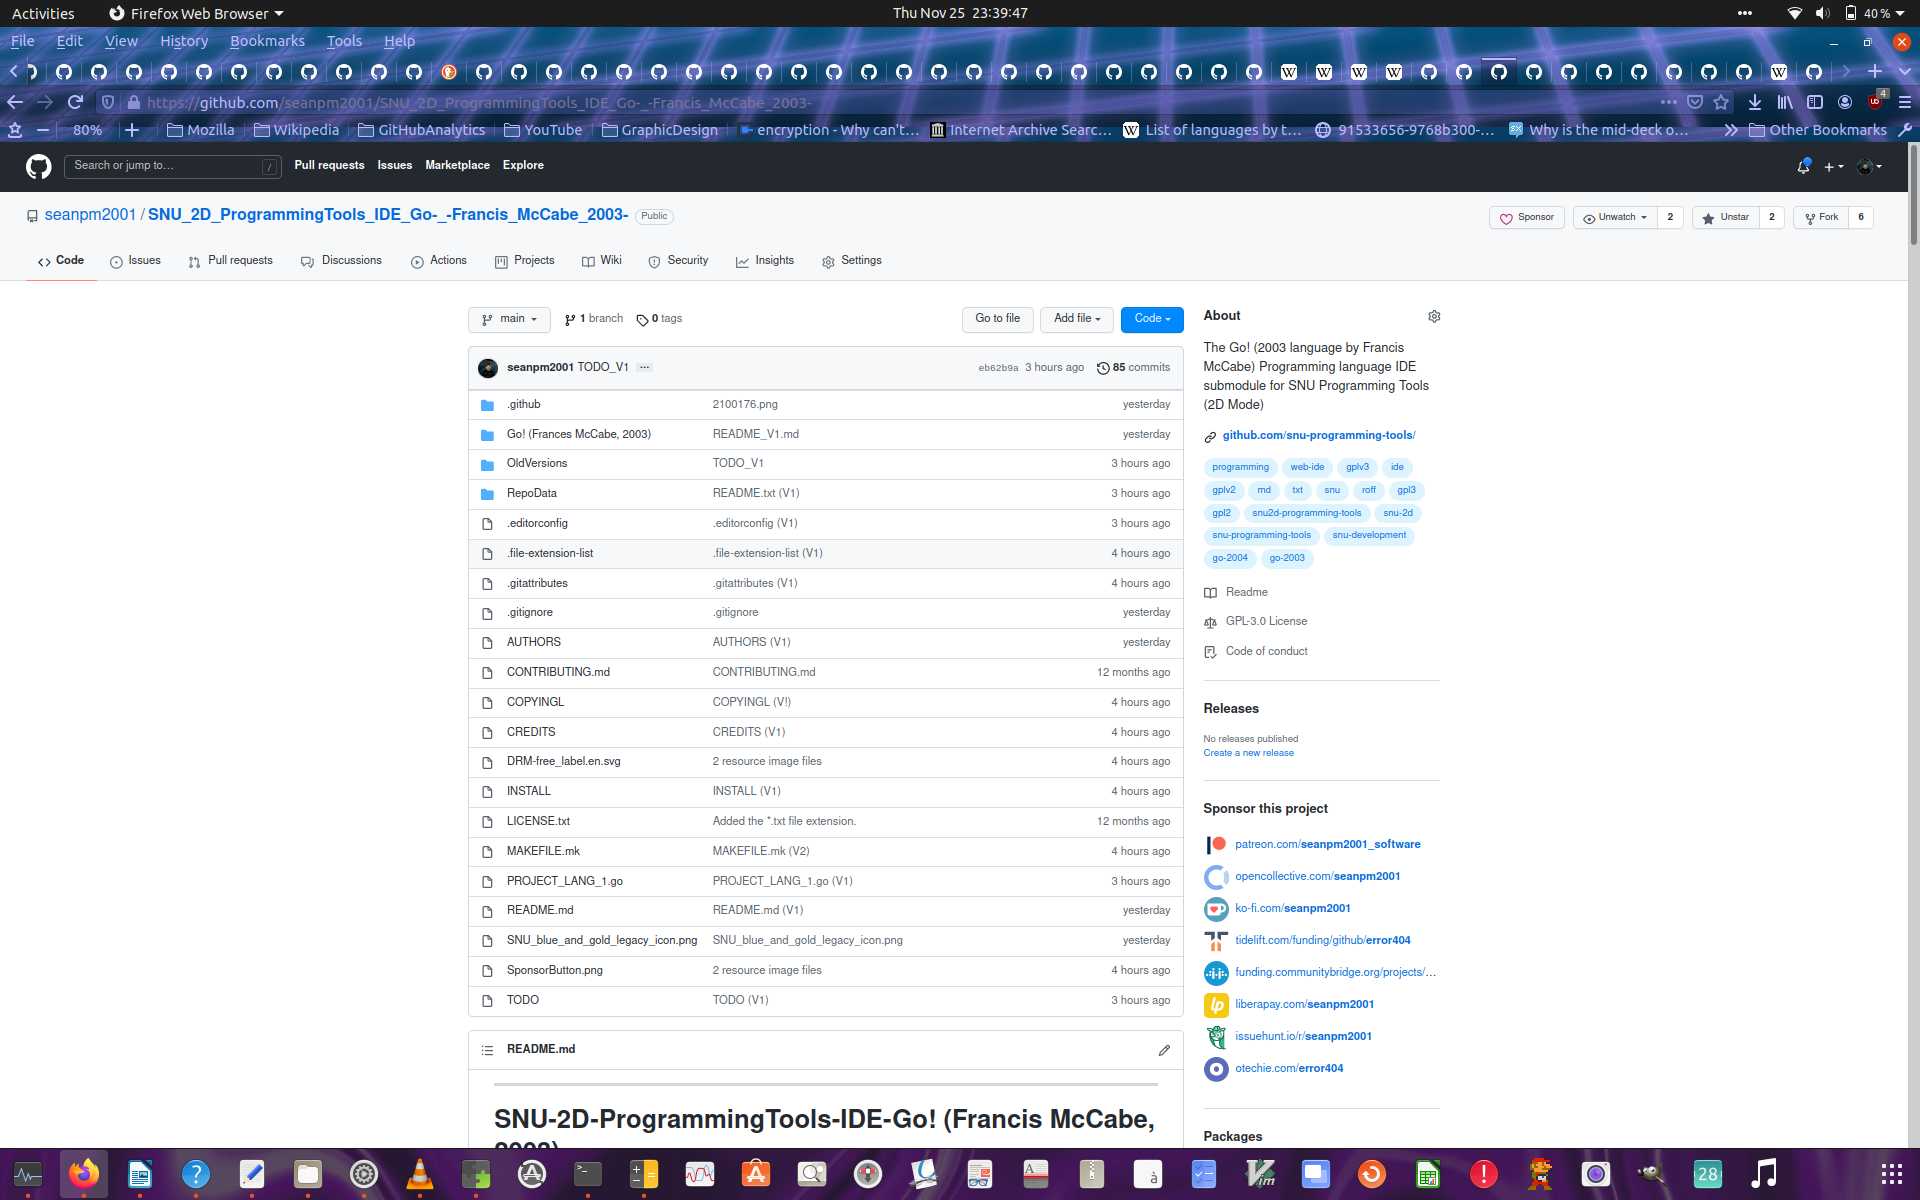 Activities Firefox Web Browser Thu Nov 25 23:39:47 40 %
File Edit View History Bookmarks Tools Help
https://github.com/seanpm2001/SNU_2D_ProgrammingTools_IDE_Go-_-Francis_McCabe_2003- 4
80% Mozilla Wikipedia GitHubAnalytics YouTube GraphicDesign encryption - Why can't... Internet Archive Searc... List of languages by t... 91533656-9768b300-... Why is the mid-deck o... Other Bookmarks
Search or jump to... / Pull requests Issues Marketplace Explore
seanpm2001 / SNU_2D_ProgrammingTools_IDE_Go-_-Francis_McCabe_2003- Public Sponsor Unwatch 2 Unstar 2 Fork 6
Code Issues Pull requests Discussions Actions Projects Wiki Security Insights Settings
main 1 branch 0 tags Go to file Add file Code
seanpm2001 TODO_V1 ... eb62b9a 3 hours ago 85 commits
.github 2100176.png yesterday
Go! (Frances McCabe, 2003) README_V1.md yesterday
OldVersions TODO_V1 3 hours ago
RepoData README.txt (V1) 3 hours ago
.editorconfig .editorconfig (V1) 3 hours ago
.file-extension-list .file-extension-list (V1) 4 hours ago
.gitattributes .gitattributes (V1) 4 hours ago
.gitignore .gitignore yesterday
AUTHORS AUTHORS (V1) yesterday
CONTRIBUTING.md CONTRIBUTING.md 12 months ago
COPYINGL COPYINGL (V!) 4 hours ago
CREDITS CREDITS (V1) 4 hours ago
DRM-free_label.en.svg 2 resource image files 4 hours ago
INSTALL INSTALL (V1) 4 hours ago
LICENSE.txt Added the *.txt file extension. 12 months ago
MAKEFILE.mk MAKEFILE.mk (V2) 4 hours ago
PROJECT_LANG_1.go PROJECT_LANG_1.go (V1) 3 hours ago
README.md README.md (V1) yesterday
SNU_blue_and_gold_legacy_icon.png SNU_blue_and_gold_legacy_icon.png yesterday
SponsorButton.png 2 resource image files 4 hours ago
TODO TODO (V1) 3 hours ago
README.md
SNU-2D-ProgrammingTools-IDE-Go! (Francis McCabe,
2003)
About
The Go! (2003 language by Francis
McCabe) Programming language IDE
submodule for SNU Programming Tools
(2D Mode)
github.com/snu-programming-tools/
programming web-ide gplv3 ide
gplv2 md txt snu roff gpl3
gpl2 snu2d-programming-tools snu-2d
snu-programming-tools snu-development
go-2004 go-2003
Readme
GPL-3.0 License
Code of conduct
Releases
No releases published
Create a new release
Sponsor this project
patreon.com/seanpm2001_software
opencollective.com/seanpm2001
ko-fi.com/seanpm2001
tidelift.com/funding/github/error404
funding.communitybridge.org/projects/...
liberapay.com/seanpm2001
issuehunt.io/r/seanpm2001
otechie.com/error404
Packages
28